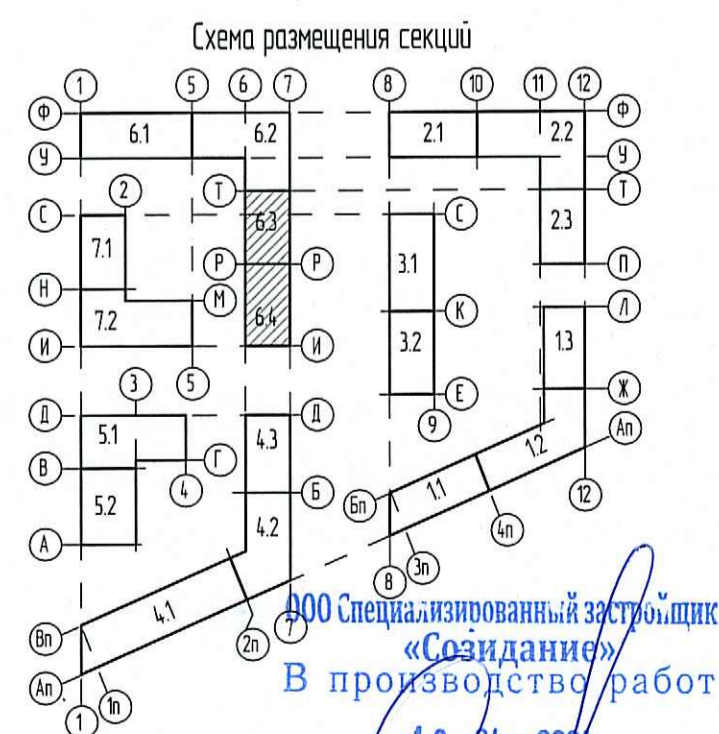 Схема размещения секций
1 5 6 7 8 10 11 12
Ф 6.1 6.2 2.1 2.2 Ф
У У
2 Т Т
С 7.1 6.3 С 2.3
3.1
Р Р П
Н М К Л
7.2 6.4 3.2 1.3
И И
3 5 Е Ж
Д 5.1 4.3 Д 9
Г 1.2 Ап
В 4 1.1
5.2 Б Бп 12
4.2 4п
А 3п
4.1 8
Вп 7
2п
Ап
1п
1
ООО Специализированный застройщик
«Созидание»
В производство работ